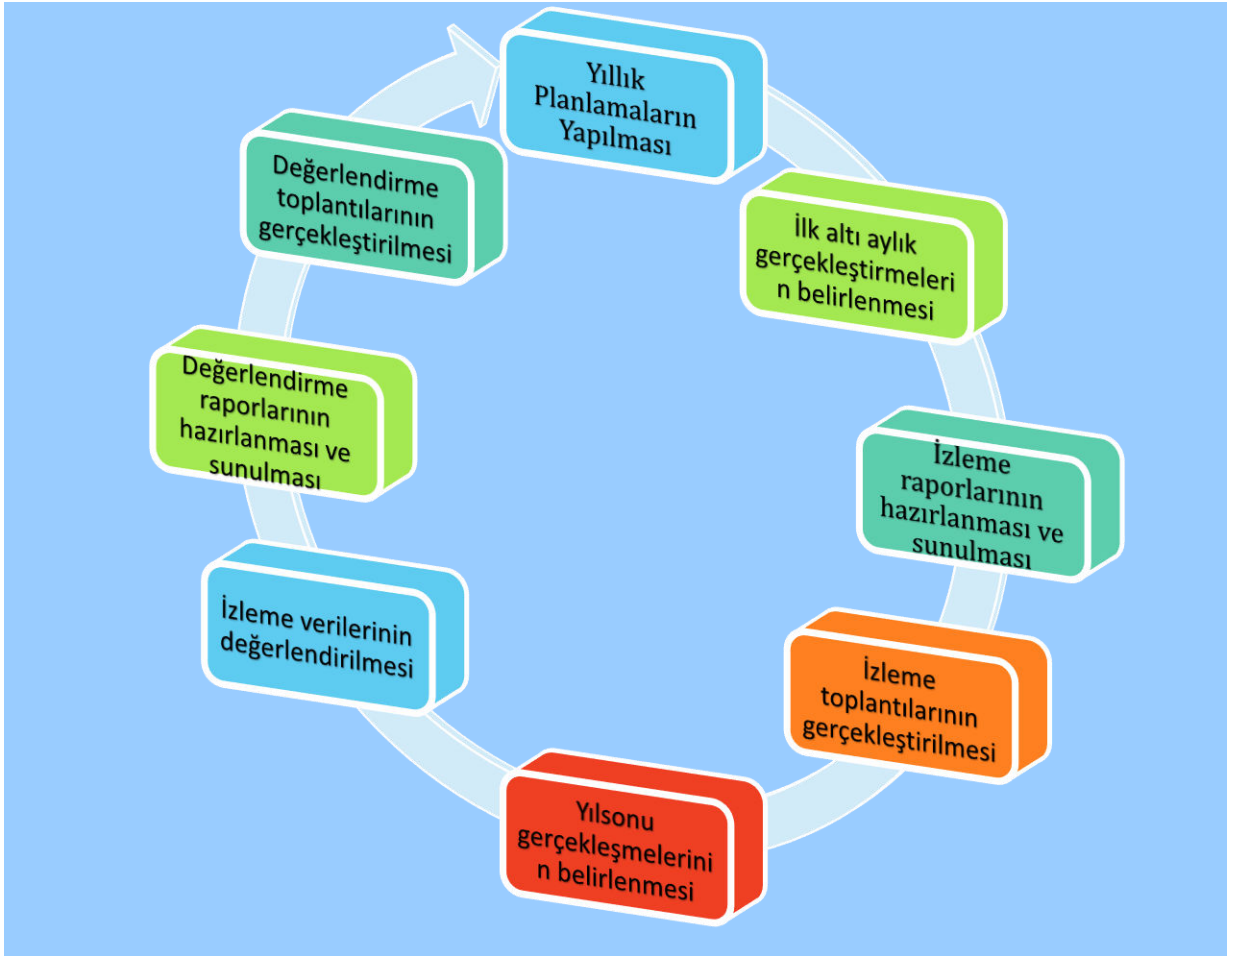 Yıllık
Planlamaların
Yapılması
İlk altı aylık
gerçekleştirmeleri
n belirlenmesi
İzleme
raporlarının
hazırlanması ve
sunulması
İzleme
toplantılarının
gerçekleştirilmesi
Yılsonu
gerçekleşmelerini
n belirlenmesi
İzleme verilerinin
değerlendirilmesi
Değerlendirme
raporlarının
hazırlanması ve
sunulması
Değerlendirme
toplantılarının
gerçekleştirilmesi